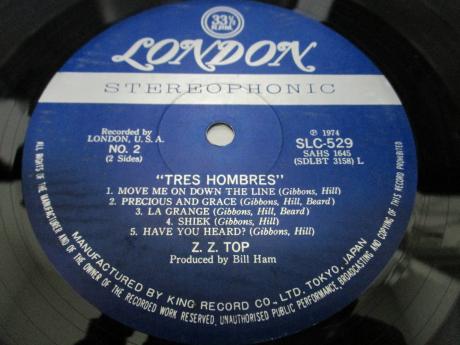 33⅓
R.P.M.
LONDON
STEREOPHONIC
Recorded by
LONDON, U.S.A.
NO. 2
(2 Sides)
℗ 1974
SLC-529
SAHS 1645
(SDLBT 3158) L
"TRES HOMBRES"
1. MOVE ME ON DOWN THE LINE (Gibbons, Hill)
2. PRECIOUS AND GRACE (Gibbons, Hill, Beard)
3. LA GRANGE (Gibbons, Hill, Beard)
4. SHIEK (Gibbons, Hill)
5. HAVE YOU HEARD? (Gibbons, Hill)
Z. Z. TOP
Produced by Bill Ham
MANUFACTURED BY KING RECORD CO., LTD. TOKYO, JAPAN
ALL RIGHTS OF THE MANUFACTURER AND OF THE OWNER OF THE RECORDED WORK RESERVED, UNAUTHORISED PUBLIC PERFORMANCE, BROADCASTING AND COPYING OF THIS RECORD PROHIBITED